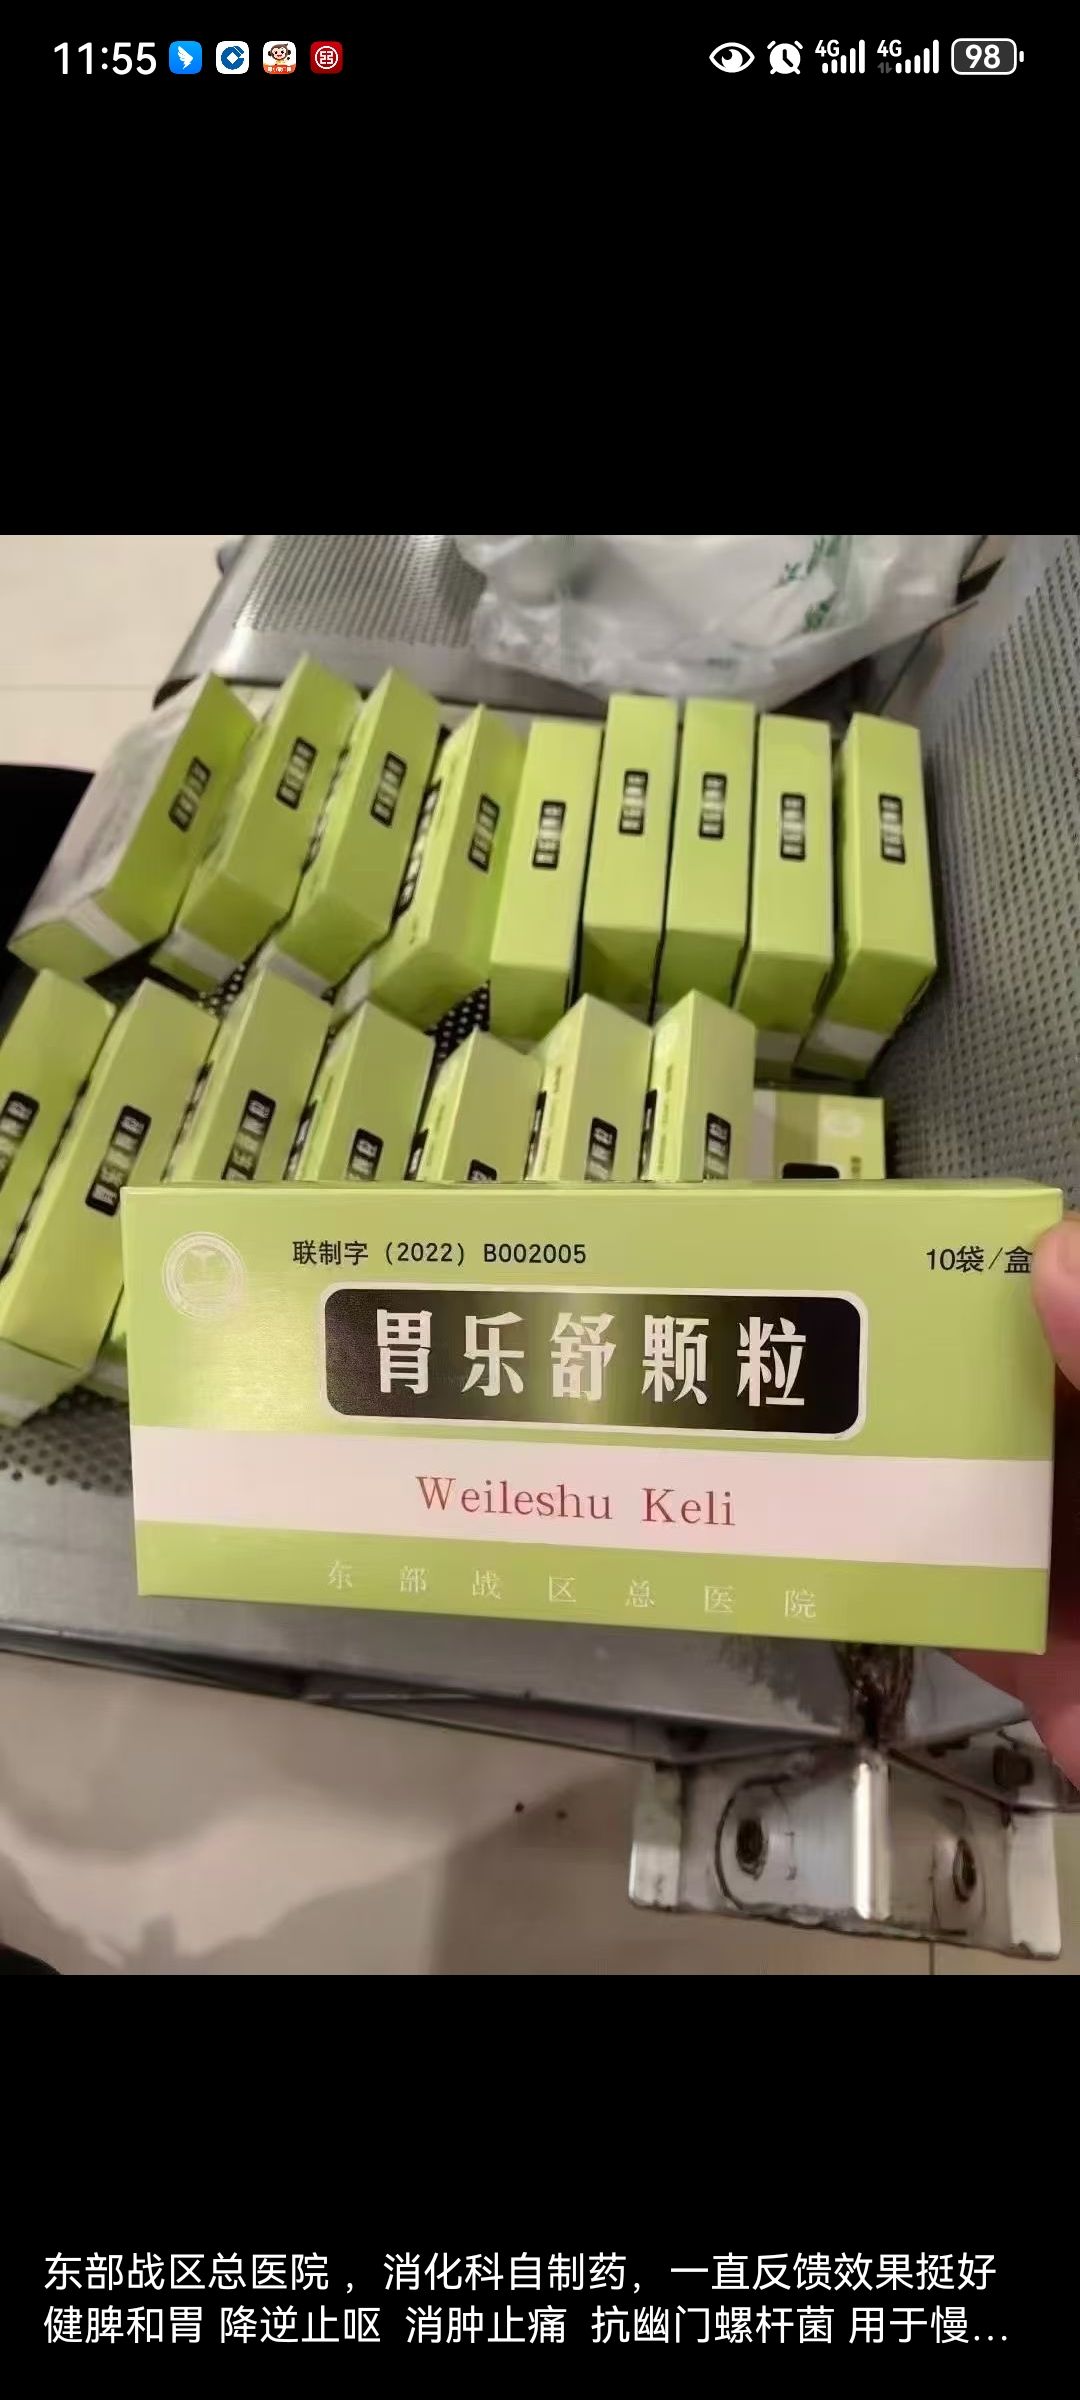 11:55
4G 4G 98
联制字（2022）B002005
10袋/盒
胃乐舒颗粒
Weileshu Keli
东部战区总医院
东部战区总医院 ，消化科自制药，一直反馈效果挺好
健脾和胃 降逆止呕 消肿止痛 抗幽门螺杆菌 用于慢...